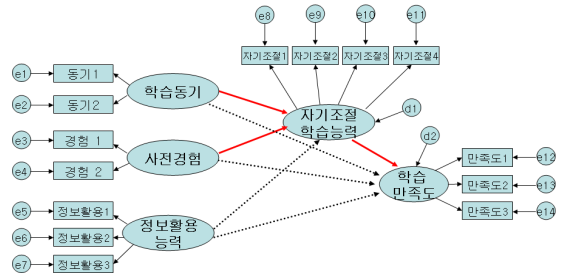 e8
e9
e10
e11
자기조절1
자기조절2
자기조절3
자기조절4
e1
동기1
e2
동기2
학습동기
자기조절
학습능력
d1
d2
e3
경험 1
e4
경험 2
사전경험
학습
만족도
만족도1
e12
만족도2
e13
만족도3
e14
e5
정보활용1
e6
정보활용2
e7
정보활용3
정보활용
능력